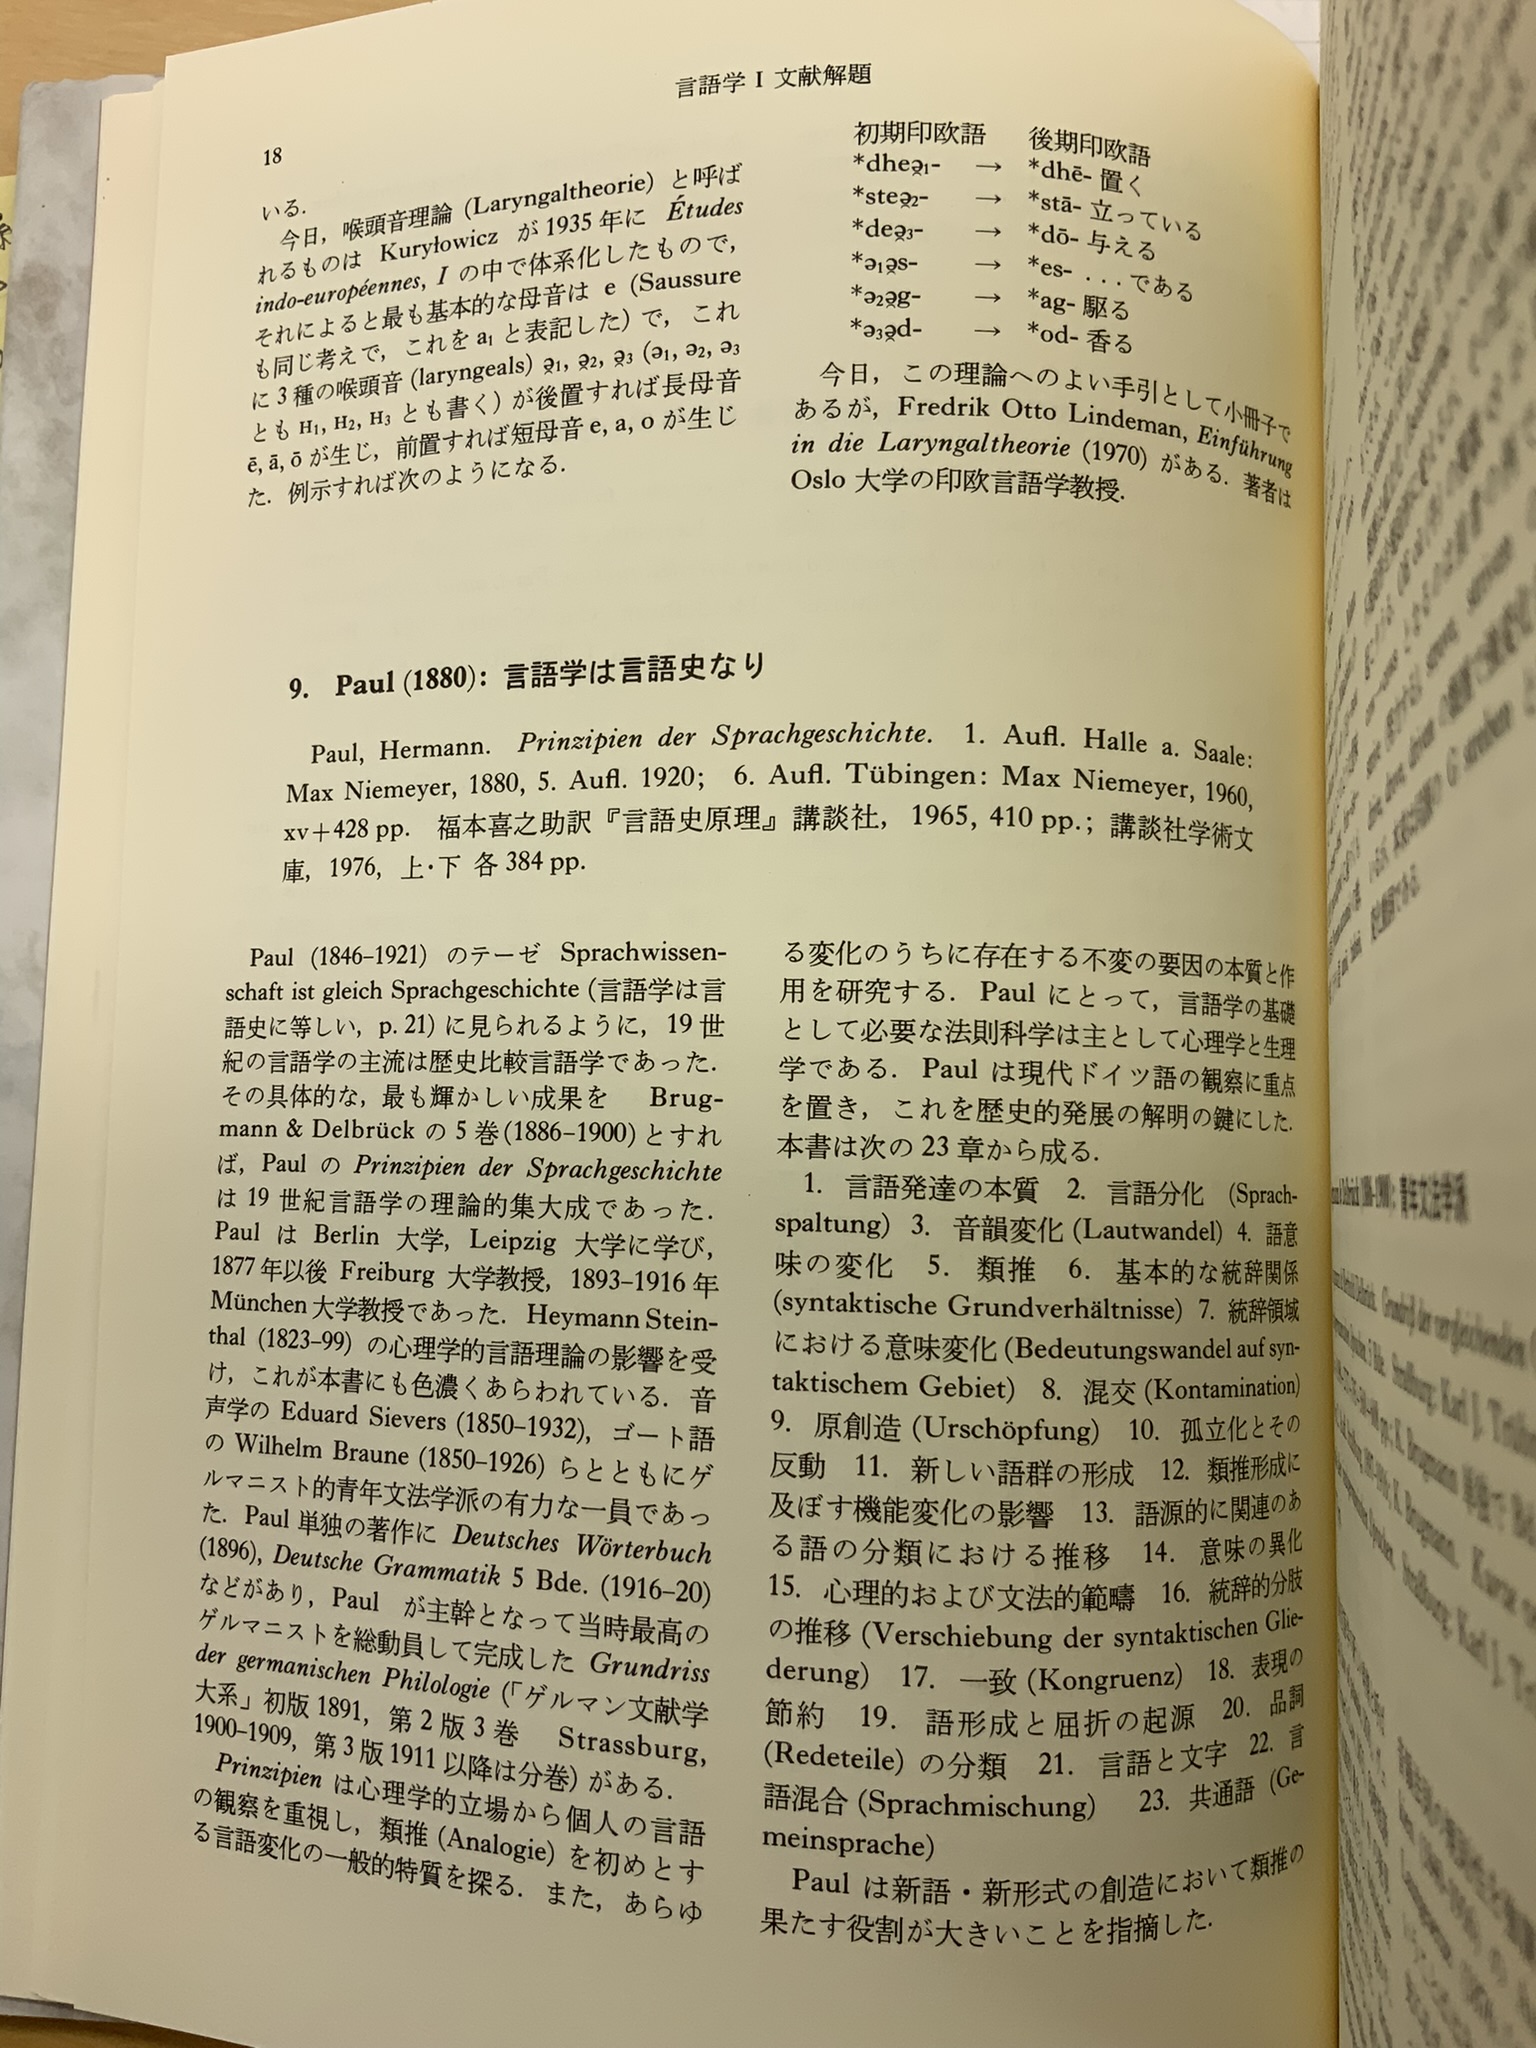 言語学 I 文献解題
18
いる.
今日，喉頭音理論 (Laryngaltheorie) と呼ば
れるものは Kuryłowicz が 1935 年に Études
indo-européennes, I の中で体系化したもので，
それによると最も基本的な母音は e (Saussure
も同じ考えで，これを a₁ と表記した) で，これ
に 3 種の喉頭音 (laryngeals) ə̯₁, ə̯₂, ə̯₃ (ə₁, ə₂, ə₃
とも H₁, H₂, H₃ とも書く) が後置すれば長母音
ē, ā, ō が生じ，前置すれば短母音 e, a, o が生じ
た. 例示すれば次のようになる.
初期印欧語 後期印欧語
*dheə̯₁- → *dhē- 置く
*steə̯₂- → *stā- 立っている
*deə̯₃- → *dō- 与える
*ə₁ə̯s- → *es- ...である
*ə₂ə̯g- → *ag- 駆る
*ə₃ə̯d- → *od- 香る
今日，この理論へのよい手引として小冊子で
あるが，Fredrik Otto Lindeman, Einführung
in die Laryngaltheorie (1970) がある. 著者は
Oslo 大学の印欧言語学教授.
9. Paul (1880): 言語学は言語史なり
Paul, Hermann. Prinzipien der Sprachgeschichte. 1. Aufl. Halle a. Saale:
Max Niemeyer, 1880, 5. Aufl. 1920; 6. Aufl. Tübingen: Max Niemeyer, 1960,
xv+428 pp. 福本喜之助訳『言語史原理』講談社，1965, 410 pp.; 講談社学術文
庫，1976，上・下 各 384 pp.
Paul (1846–1921) のテーゼ Sprachwissen-
schaft ist gleich Sprachgeschichte (言語学は言
語史に等しい, p. 21) に見られるように，19 世
紀の言語学の主流は歴史比較言語学であった.
その具体的な，最も輝かしい成果を Brug-
mann & Delbrück の 5 巻 (1886–1900) とすれ
ば，Paul の Prinzipien der Sprachgeschichte
は 19 世紀言語学の理論的集大成であった.
Paul は Berlin 大学，Leipzig 大学に学び，
1877 年以後 Freiburg 大学教授，1893–1916 年
München 大学教授であった. Heymann Stein-
thal (1823–99) の心理学的言語理論の影響を受
け，これが本書にも色濃くあらわれている. 音
声学の Eduard Sievers (1850–1932), ゴート語
の Wilhelm Braune (1850–1926) らとともにゲ
ルマニスト的青年文法学派の有力な一員であっ
た. Paul 単独の著作に Deutsches Wörterbuch
(1896), Deutsche Grammatik 5 Bde. (1916–20)
などがあり，Paul が主幹となって当時最高の
ゲルマニストを総動員して完成した Grundriss
der germanischen Philologie (「ゲルマン文献学
大系」初版 1891，第 2 版 3 巻 Strassburg,
1900–1909，第 3 版 1911 以降は分巻) がある.
Prinzipien は心理学的立場から個人の言語
の観察を重視し，類推 (Analogie) を初めとす
る言語変化の一般的特質を探る. また，あらゆ
る変化のうちに存在する不変の要因の本質と作
用を研究する. Paul にとって，言語学の基礎
として必要な法則科学は主として心理学と生理
学である. Paul は現代ドイツ語の観察に重点
を置き，これを歴史的発展の解明の鍵にした.
本書は次の 23 章から成る.
1. 言語発達の本質 2. 言語分化 (Sprach-
spaltung) 3. 音韻変化 (Lautwandel) 4. 語意
味の変化 5. 類推 6. 基本的な統辞関係
(syntaktische Grundverhältnisse) 7. 統辞領域
における意味変化 (Bedeutungswandel auf syn-
taktischem Gebiet) 8. 混交 (Kontamination)
9. 原創造 (Urschöpfung) 10. 孤立化とその
反動 11. 新しい語群の形成 12. 類推形成に
及ぼす機能変化の影響 13. 語源的に関連のあ
る語の分類における推移 14. 意味の異化
15. 心理的および文法的範疇 16. 統辞的分肢
の推移 (Verschiebung der syntaktischen Glie-
derung) 17. 一致 (Kongruenz) 18. 表現の
節約 19. 語形成と屈折の起源 20. 品詞
(Redeteile) の分類 21. 言語と文字 22. 言
語混合 (Sprachmischung) 23. 共通語 (Ge-
meinsprache)
Paul は新語・新形式の創造において類推の
果たす役割が大きいことを指摘した.